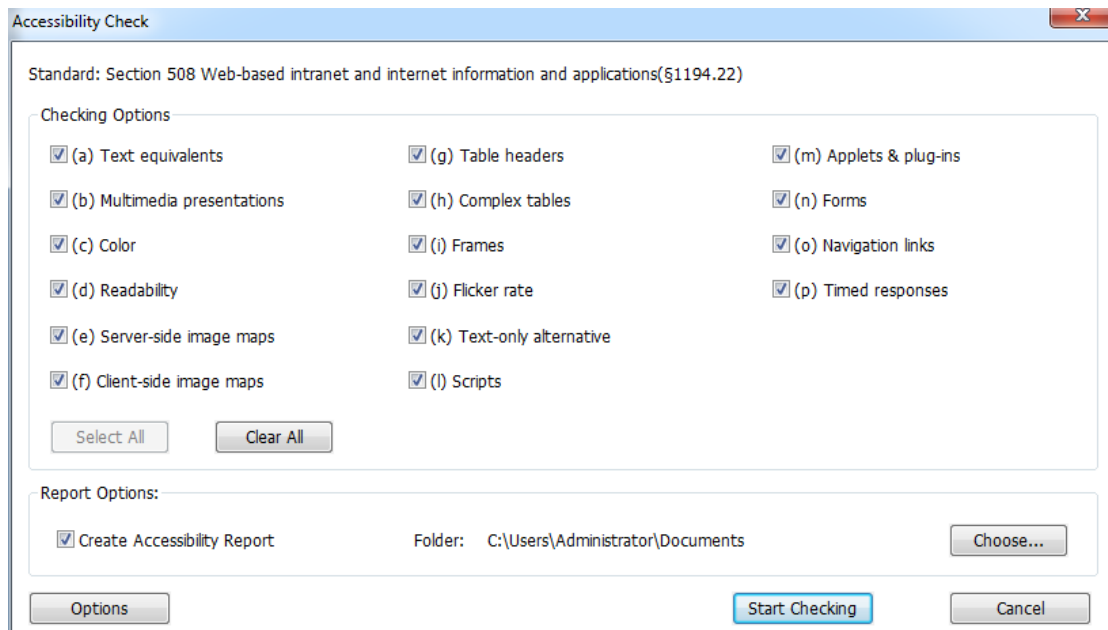 Accessibility Check
Standard: Section 508 Web-based intranet and internet information and applications(§1194.22)
Checking Options
(a) Text equivalents
(b) Multimedia presentations
(c) Color
(d) Readability
(e) Server-side image maps
(f) Client-side image maps
(g) Table headers
(h) Complex tables
(i) Frames
(j) Flicker rate
(k) Text-only alternative
(l) Scripts
(m) Applets & plug-ins
(n) Forms
(o) Navigation links
(p) Timed responses
Select All
Clear All
Report Options:
Create Accessibility Report
Folder: C:\Users\Administrator\Documents
Choose...
Options
Start Checking
Cancel